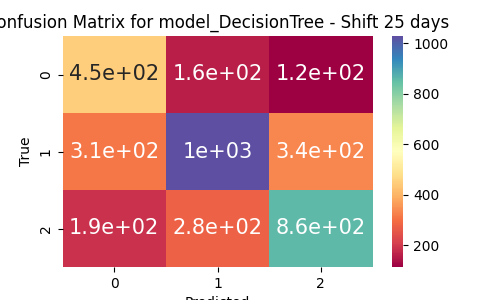 onfusion Matrix for model_DecisionTree - Shift 25 days
0 4.5e+02 1.6e+02 1.2e+02
1 3.1e+02 1e+03 3.4e+02
2 1.9e+02 2.8e+02 8.6e+02
True
0 1 2
Predicted
1000
800
600
400
200